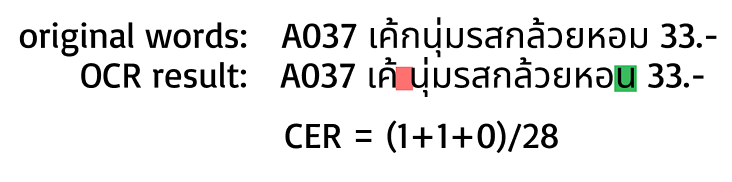 original words: A037 เค้กนุ่มรสกล้วยหอม 33.-
OCR result: A037 เค้ นุ่มรสกล้วยหอน 33.-
CER = (1+1+0)/28